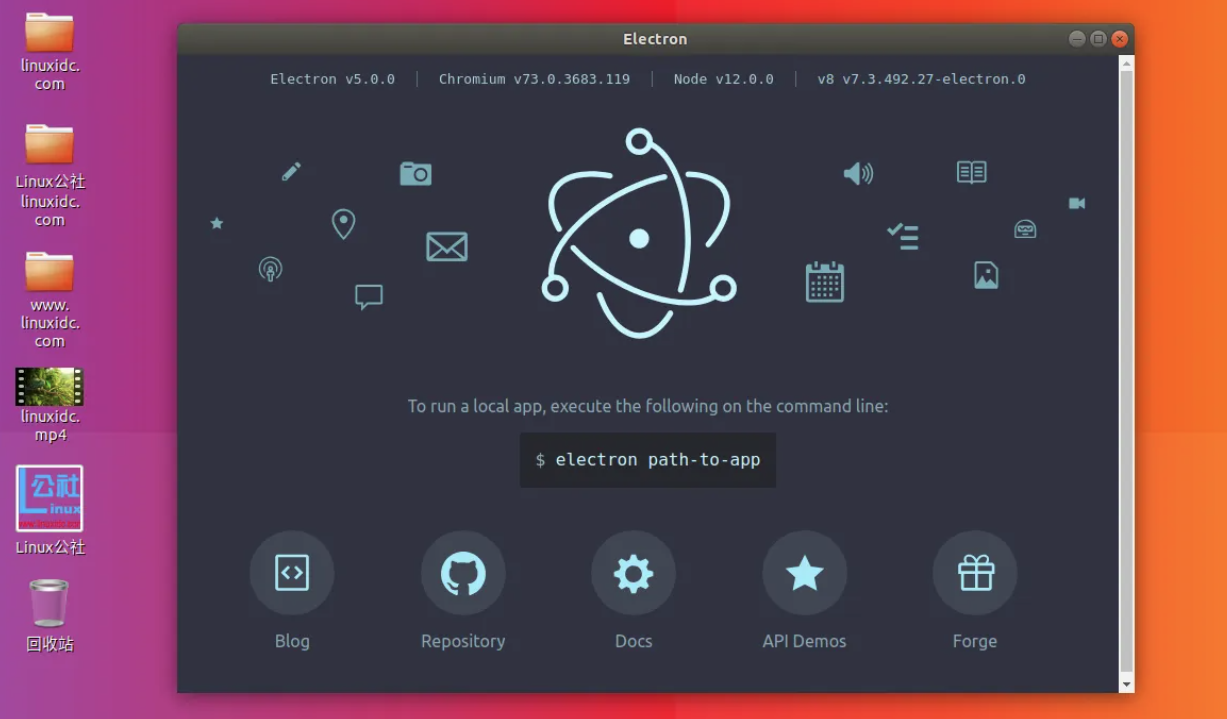 linuxidc.
com
Linux公社
linuxidc.
com
www.
linuxidc.
com
linuxidc.
mp4
公社
Linux
www.linuxidc.com
Linux公社
回收站
Electron
Electron v5.0.0 | Chromium v73.0.3683.119 | Node v12.0.0 | v8 v7.3.492.27-electron.0
To run a local app, execute the following on the command line:
$ electron path-to-app
Blog Repository Docs API Demos Forge